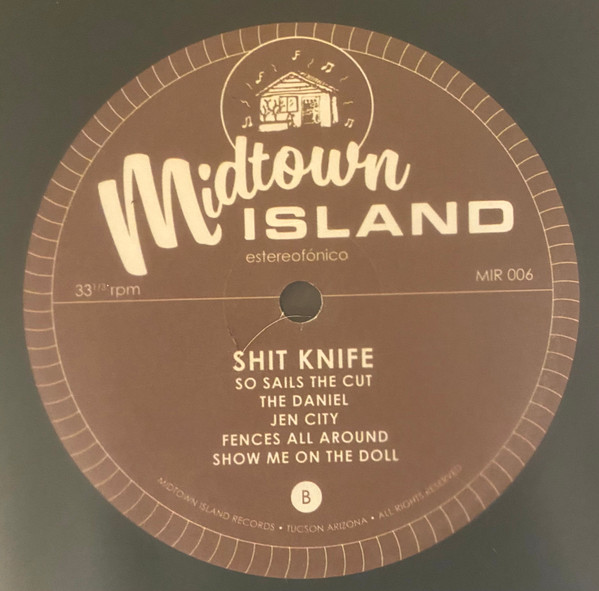 Midtown
ISLAND
estereofónico
33 1/3 rpm
MIR 006
SHIT KNIFE
SO SAILS THE CUT
THE DANIEL
JEN CITY
FENCES ALL AROUND
SHOW ME ON THE DOLL
B
MIDTOWN ISLAND RECORDS • TUCSON ARIZONA • ALL RIGHTS RESERVED